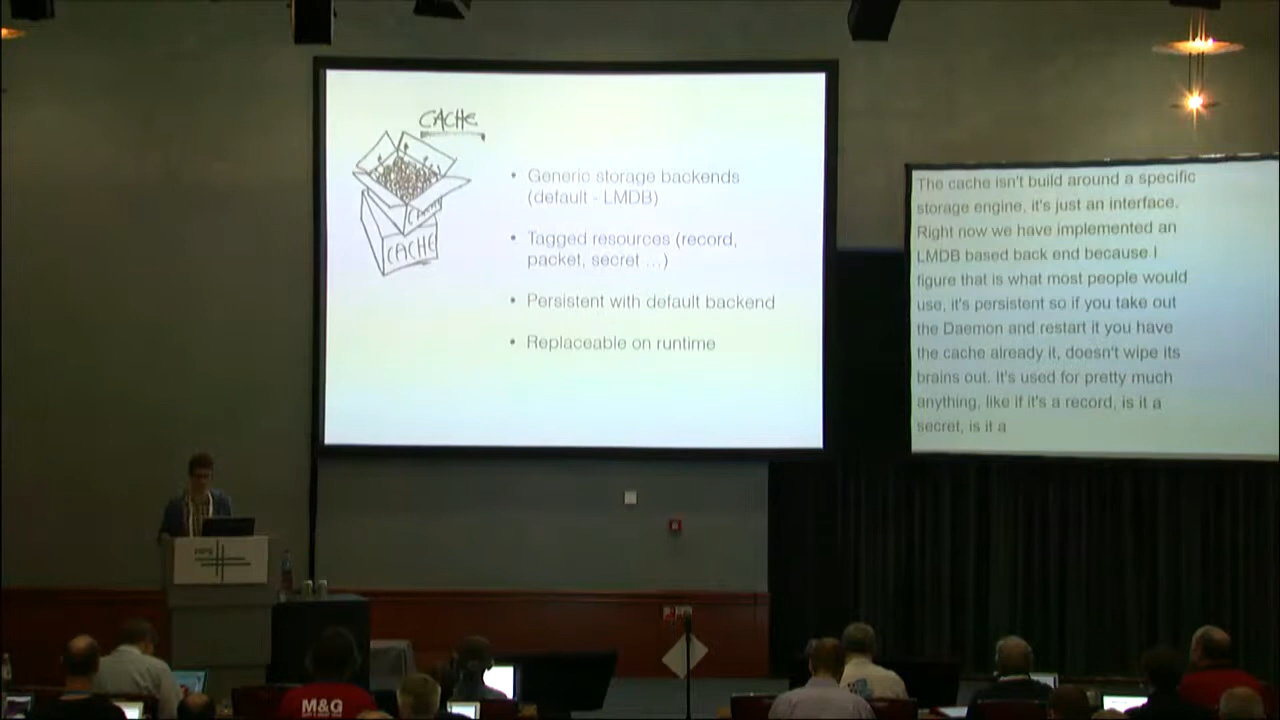 CACHE
CACHE
• Generic storage backends
(default - LMDB)
• Tagged resources (record,
packet, secret ...)
• Persistent with default backend
• Replaceable on runtime
The cache isn't build around a specific
storage engine, it's just an interface.
Right now we have implemented an
LMDB based back end because I
figure that is what most people would
use, it's persistent so if you take out
the Daemon and restart it you have
the cache already it, doesn't wipe its
brains out. It's used for pretty much
anything, like if it's a record, is it a
secret, is it a
M&G